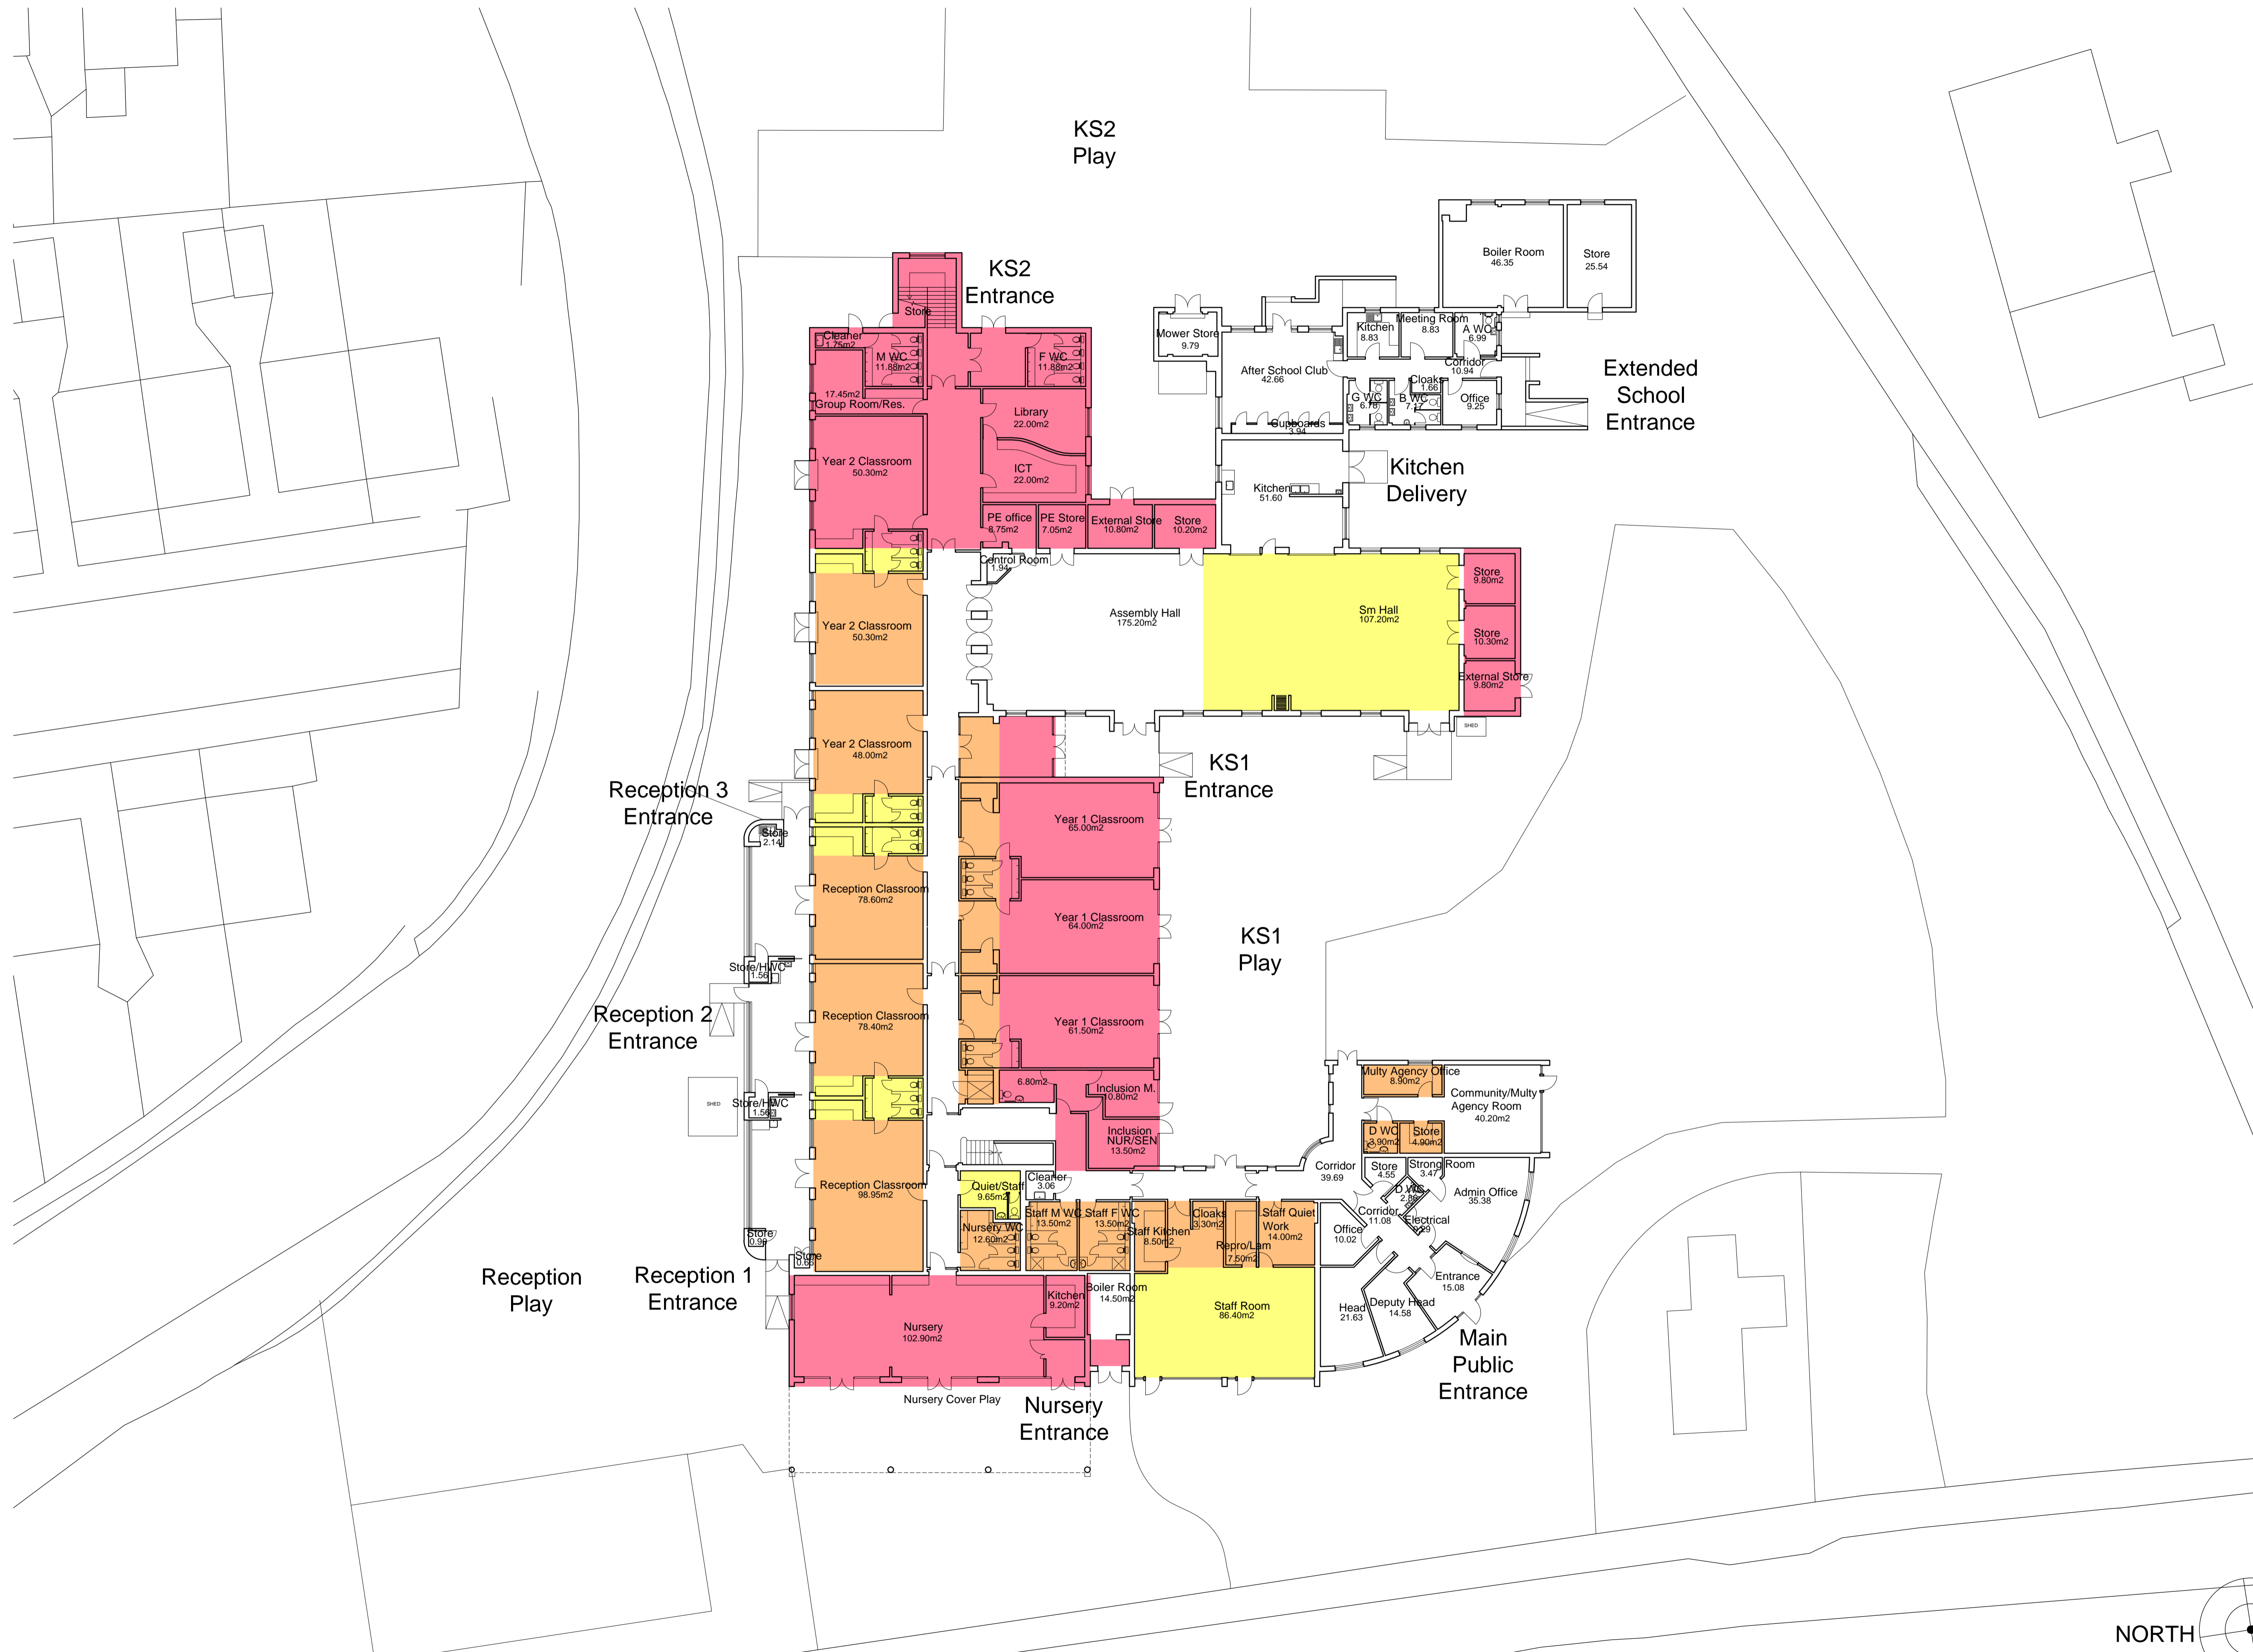 KS2
Play
KS2
Entrance
Boiler Room
46.35
Store
25.54
Store
Mower Store
9.79
Kitchen
8.83
Meeting Room
8.83
A WC
6.99
Cleaner
1.75m2
M WC
11.88m2
F WC
11.88m2
After School Club
42.66
Corridor
10.94
Extended
School
Entrance
17.45m2
Group Room/Res.
Cloaks
1.66
G WC
B WC
7.17
Office
9.25
Library
22.00m2
Cupboards
3.94
Year 2 Classroom
50.30m2
ICT
22.00m2
Kitchen
51.60
Kitchen
Delivery
PE office
8.75m2
PE Store
7.05m2
External Store
10.80m2
Store
10.20m2
Control Room
1.94
Store
9.80m2
Assembly Hall
175.20m2
Sm Hall
107.20m2
Year 2 Classroom
50.30m2
Store
10.30m2
External Store
9.80m2
SHED
Year 2 Classroom
48.00m2
KS1
Entrance
Reception 3
Entrance
Store
2.14
Year 1 Classroom
65.00m2
Reception Classroom
78.60m2
Year 1 Classroom
64.00m2
KS1
Play
Store/HWC
1.56
Reception 2
Entrance
Reception Classroom
78.40m2
Year 1 Classroom
61.50m2
SHED
Store/HWC
1.56
6.80m2
Inclusion M.
10.80m2
Multy Agency Office
8.90m2
Community/Multy
Agency Room
40.20m2
Inclusion
NUR/SEN
13.50m2
D WC
3.90m2
Store
4.90m2
Corridor
39.69
Store
4.55
Strong Room
3.47
Reception Classroom
98.95m2
Quiet/Staff
9.65m2
Cleaner
3.06
D WC
Admin Office
35.38
Nursery WC
12.60m2
Staff M WC
13.50m2
Staff F WC
13.50m2
Staff Kitchen
8.50m2
Cloaks
3.30m2
Repro/Lam
7.50m2
Staff Quiet
Work
14.00m2
Office
10.02
Corridor
11.08
Electrical
Store
0.99
Store
Reception
Play
Reception 1
Entrance
Kitchen
9.20m2
Boiler Room
14.50m2
Entrance
15.08
Nursery
102.90m2
Staff Room
86.40m2
Head
21.63
Deputy Head
14.58
Main
Public
Entrance
Nursery Cover Play
Nursery
Entrance
NORTH